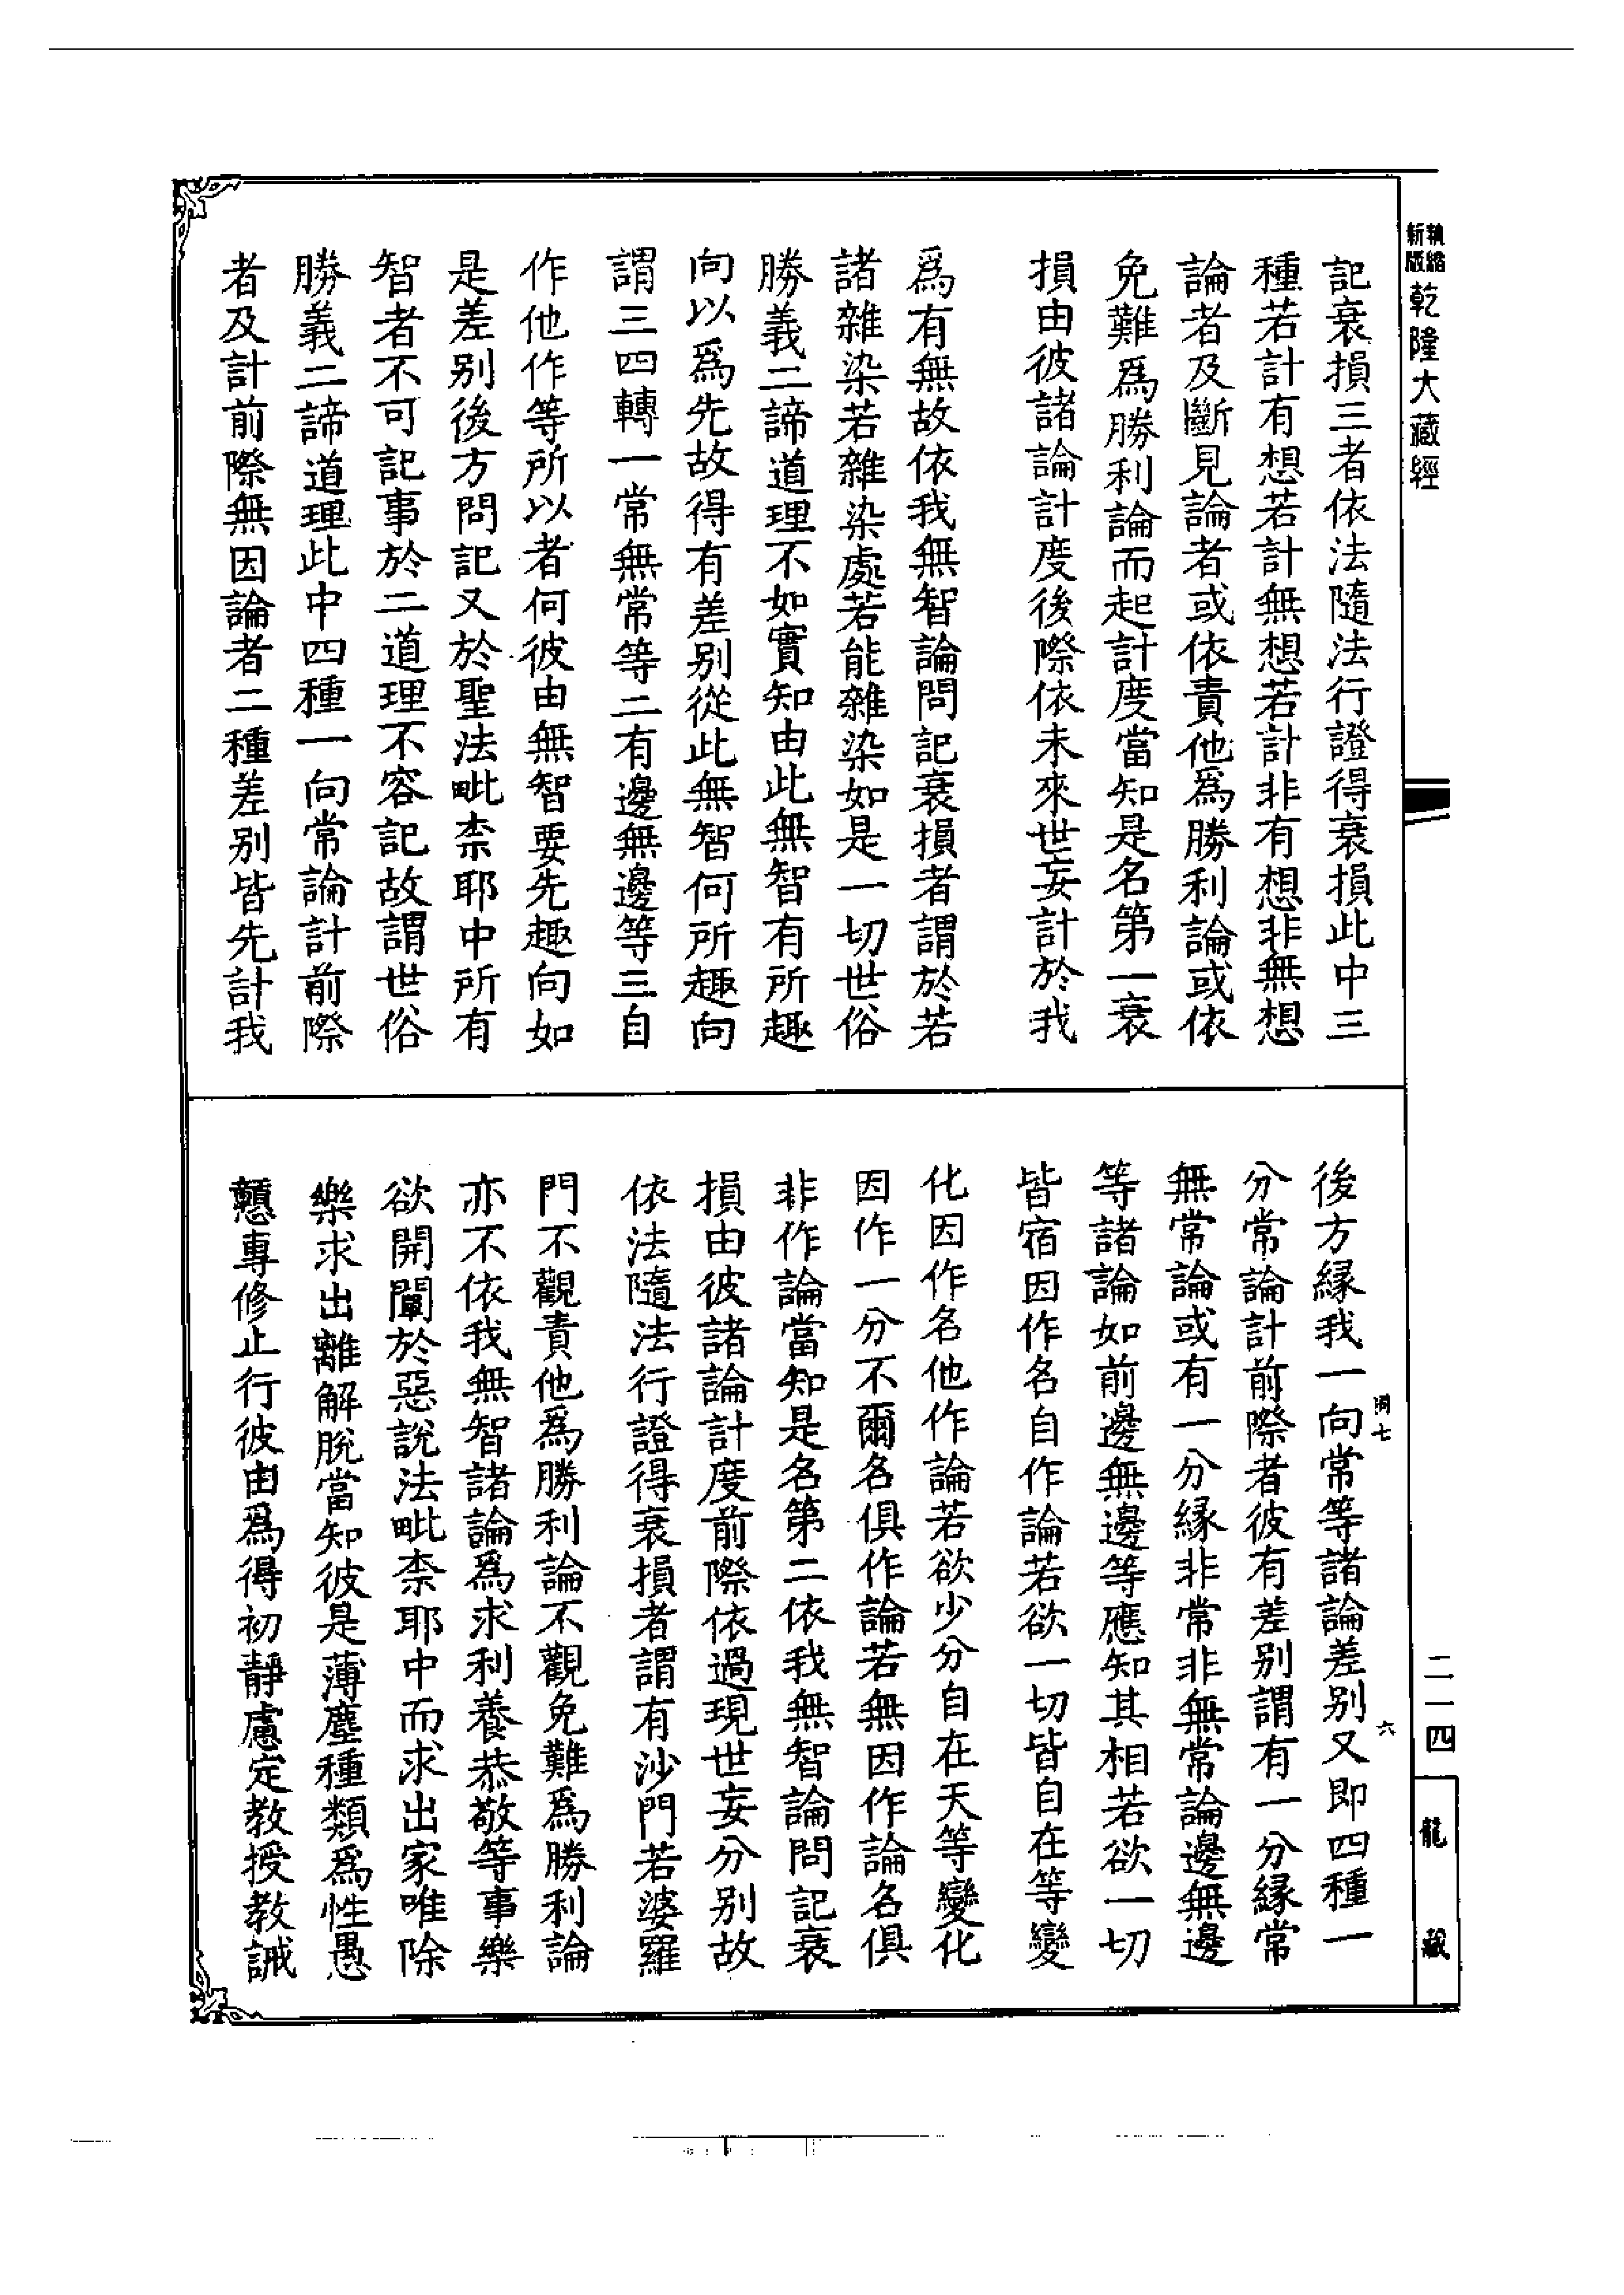 新版
縮
乾隆大藏經
記衰損三者依法隨法行證得衰損此中三
種若計有想若計無想若計非有想非無想
論者及斷見論者或依責他爲勝利論或依
免難爲勝利論而起計度當知是名第一衰
損由彼諸論計度後際依未來世妄計於我
爲有無故依我無智論問記衰損者謂於若
諸雜染若雜染處若能雜染如是一切世俗
勝義二諦道理不如實知由此無智有所趣
向以爲先故得有差別從此無智何所趣向
謂三四轉一常無常等二有邊無邊等三自
作他作等所以者何彼由無智要先趣向如
是差別後方問記又於聖法毗柰耶中所有
智者不可記事於二道理不容記故謂世俗
勝義二諦道理此中四種一向常論計前際
者及計前際無因論者二種差別皆先計我
後方緣我一向常等諸論差別又即四種一
分常論計前際者彼有差別謂有一分緣常
無常論或有一分緣非常非無常論邊無邊
等諸論如前邊無邊等應知其相若欲一切
皆宿因作名自作論若欲一切皆自在等變
化因作名他作論若欲少分自在天等變化
因作一分不爾名俱作論若無因作論名俱
非作論當知是名第二依我無智論問記衰
損由彼諸論計度前際依過現世妄分別故
依法隨法行證得衰損者謂有沙門若婆羅
門不觀責他爲勝利論不觀免難爲勝利論
亦不依我無智諸論爲求利養恭敬等事樂
欲開闡於惡說法毗柰耶中而求出家唯除
樂求出離解脫當知彼是薄塵種類爲性愚
戇專修止行彼由爲得初靜慮定教授教誡
七
六
二一四
龍藏